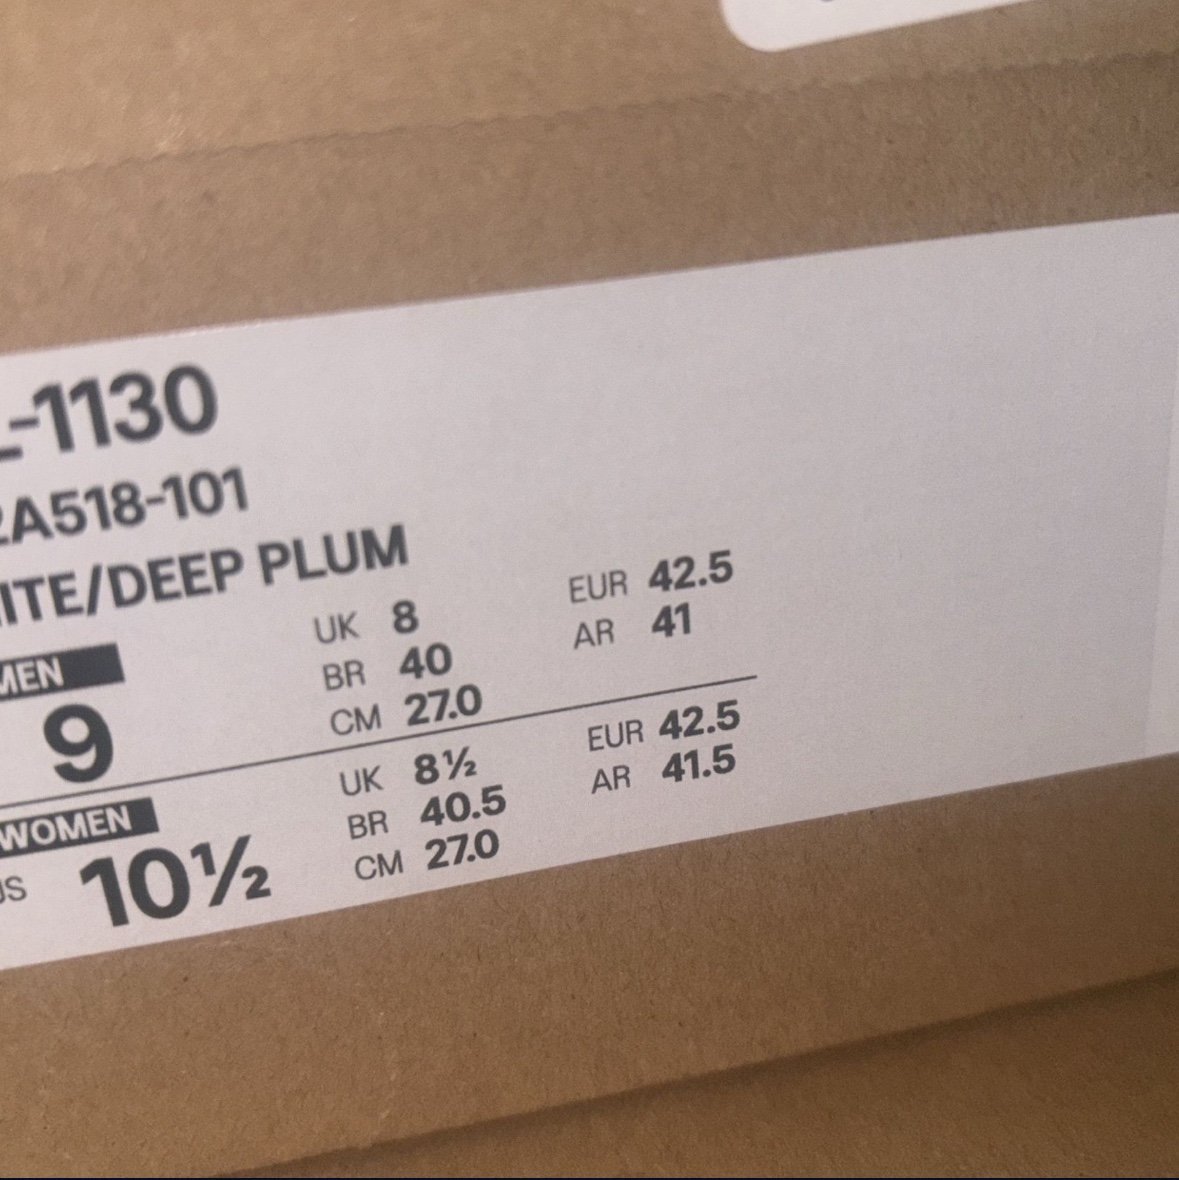 -1130
A518-101
ITE/DEEP PLUM
MEN
9
UK 8 EUR 42.5
BR 40 AR 41
CM 27.0
WOMEN
US 10½
UK 8½ EUR 42.5
BR 40.5 AR 41.5
CM 27.0